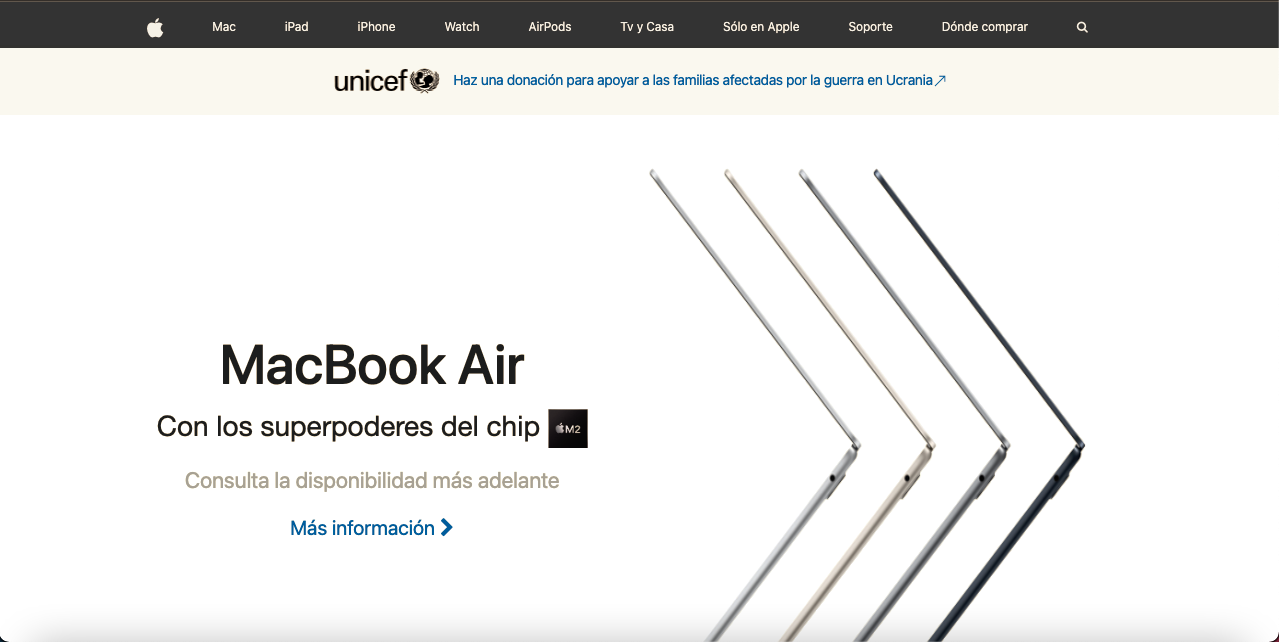 Mac iPad iPhone Watch AirPods Tv y Casa Sólo en Apple Soporte Dónde comprar
unicef Haz una donación para apoyar a las familias afectadas por la guerra en Ucrania
MacBook Air
Con los superpoderes del chip M2
Consulta la disponibilidad más adelante
Más información